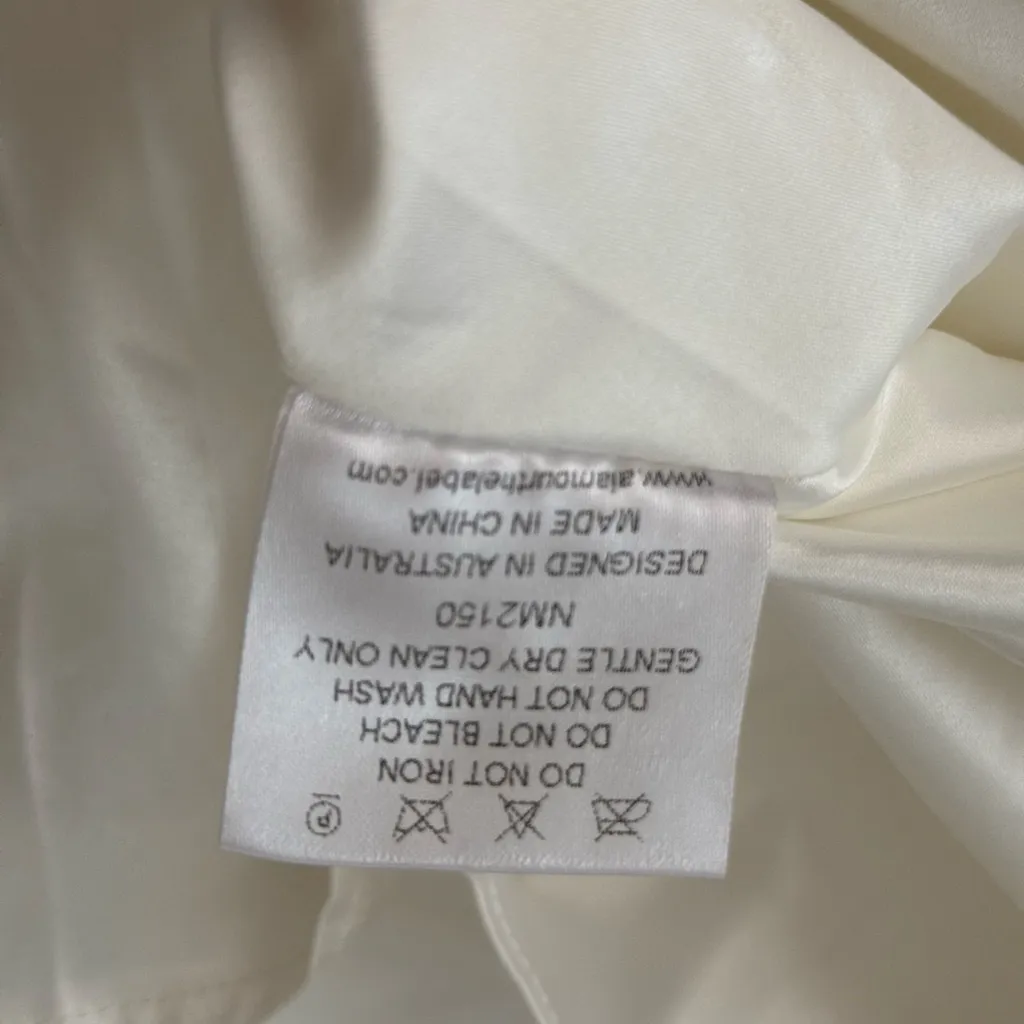 P
DO NOT IRON
DO NOT BLEACH
DO NOT HAND WASH
GENTLE DRY CLEAN ONLY
NM2150
DESIGNED IN AUSTRALIA
MADE IN CHINA
www.alamourthelabel.com